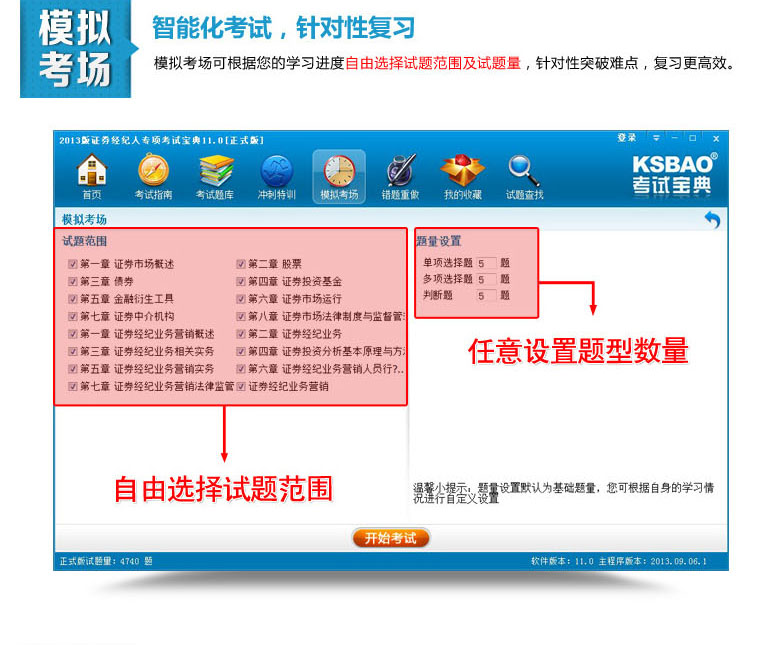 模拟
考场
智能化考试，针对性复习
模拟考场可根据您的学习进度自由选择试题范围及试题量，针对性突破难点，复习更高效。
2013版证券经纪人专项考试宝典11.0[正式版]
登录
首页 考试指南 考试题库 冲刺特训 模拟考场 错题重做 我的收藏 试题查找
KSBAO®
考试宝典
模拟考场
试题范围
第一章 证券市场概述 第二章 股票
第三章 债券 第四章 证券投资基金
第五章 金融衍生工具 第六章 证券市场运行
第七章 证券中介机构 第八章 证券市场法律制度与监督管
第一章 证券经纪业务营销概述 第二章 证券经纪业务
第三章 证券经纪业务相关实务 第四章 证券投资分析基本原理与方
第五章 证券经纪业务营销实务 第六章 证券经纪业务营销人员行?..
第七章 证券经纪业务营销法律监管 证券经纪业务营销
题量设置
单项选择题 5 题
多项选择题 5 题
判断题 5 题
任意设置题型数量
自由选择试题范围
温馨小提示：题量设置默认为基础题量，您可根据自身的学习情
况进行自定义设置
开始考试
正式版试题量：4740 题
软件版本：11.0 主程序版本：2013.09.06.1